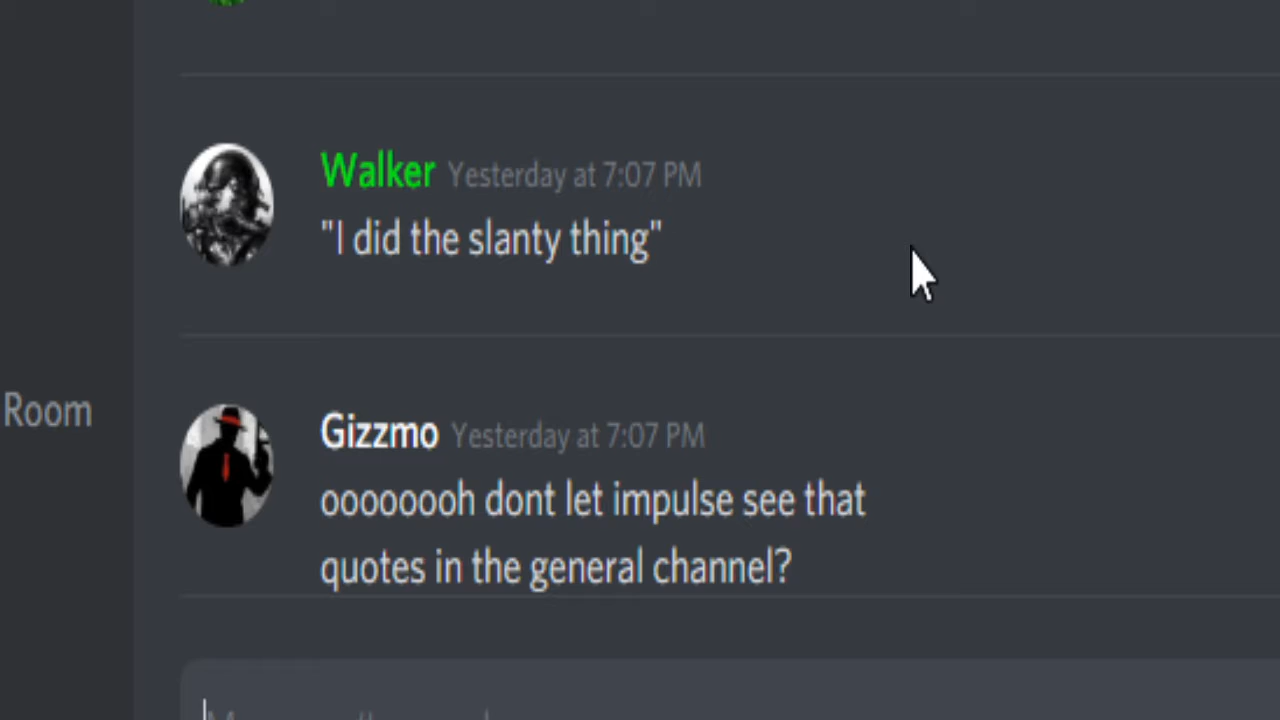 Walker Yesterday at 7:07 PM
"I did the slanty thing"
Room
Gizzmo Yesterday at 7:07 PM
oooooooh dont let impulse see that
quotes in the general channel?